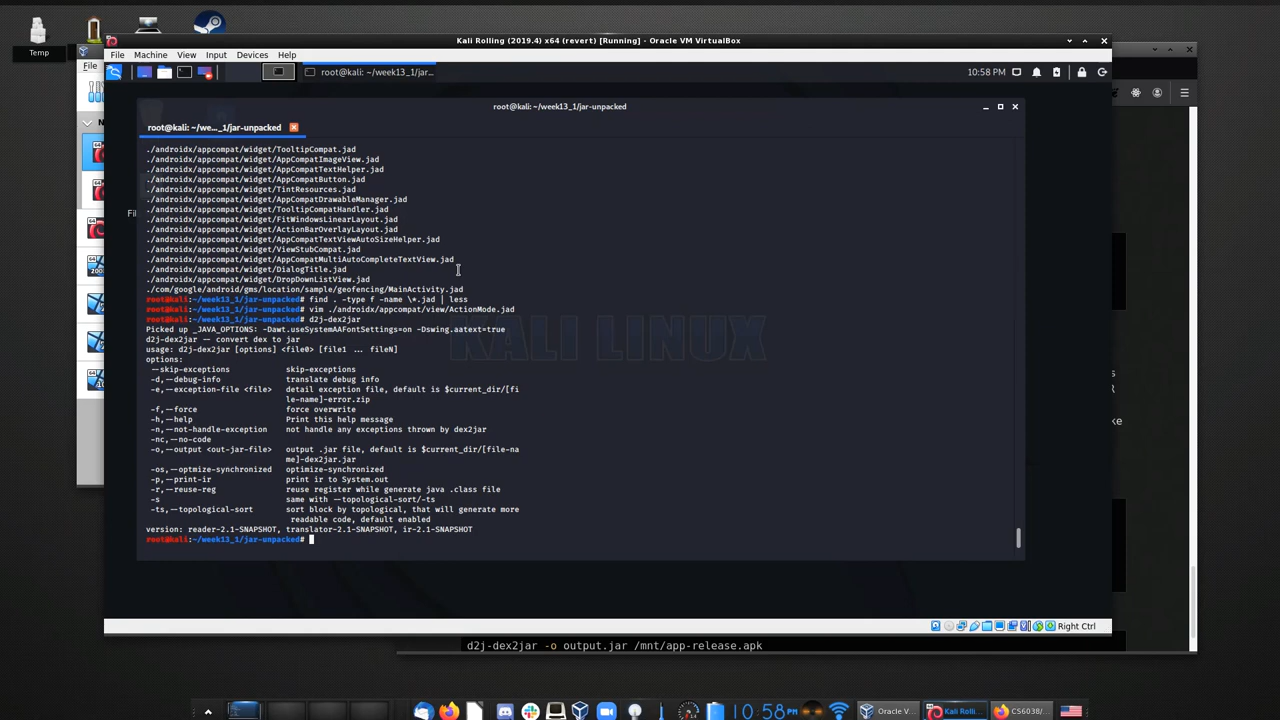 Temp
Kali Rolling (2019.4) x64 (revert) [Running] - Oracle VM VirtualBox
File Machine View Input Devices Help
File
root@kali: ~/week13_1/jar...
10:58 PM
root@kali: ~/week13_1/jar-unpacked
root@kali: ~/we..._1/jar-unpacked
./androidx/appcompat/widget/TooltipCompat.jad
./androidx/appcompat/widget/AppCompatImageView.jad
./androidx/appcompat/widget/AppCompatTextHelper.jad
./androidx/appcompat/widget/AppCompatButton.jad
./androidx/appcompat/widget/TintResources.jad
./androidx/appcompat/widget/AppCompatDrawableManager.jad
./androidx/appcompat/widget/TooltipCompatHandler.jad
./androidx/appcompat/widget/FitWindowsLinearLayout.jad
./androidx/appcompat/widget/ActionBarOverlayLayout.jad
./androidx/appcompat/widget/AppCompatTextViewAutoSizeHelper.jad
./androidx/appcompat/widget/ViewStubCompat.jad
./androidx/appcompat/widget/AppCompatMultiAutoCompleteTextView.jad
./androidx/appcompat/widget/DialogTitle.jad
./androidx/appcompat/widget/DropDownListView.jad
./com/google/android/gms/location/sample/geofencing/MainActivity.jad
root@kali:~/week13_1/jar-unpacked# find . -type f -name \*.jad | less
root@kali:~/week13_1/jar-unpacked# vim ./androidx/appcompat/view/ActionMode.jad
root@kali:~/week13_1/jar-unpacked# d2j-dex2jar
Picked up _JAVA_OPTIONS: -Dawt.useSystemAAFontSettings=on -Dswing.aatext=true
d2j-dex2jar -- convert dex to jar
usage: d2j-dex2jar [options] <file0> [file1 ... fileN]
options:
--skip-exceptions skip-exceptions
-d,--debug-info translate debug info
-e,--exception-file <file> detail exception file, default is $current_dir/[fi
le-name]-error.zip
-f,--force force overwrite
-h,--help Print this help message
-n,--not-handle-exception not handle any exceptions thrown by dex2jar
-nc,--no-code
-o,--output <out-jar-file> output .jar file, default is $current_dir/[file-na
me]-dex2jar.jar
-os,--optmize-synchronized optimize-synchronized
-p,--print-ir print ir to System.out
-r,--reuse-reg reuse register while generate java .class file
-s same with --topological-sort/-ts
-ts,--topological-sort sort block by topological, that will generate more
readable code, default enabled
version: reader-2.1-SNAPSHOT, translator-2.1-SNAPSHOT, ir-2.1-SNAPSHOT
root@kali:~/week13_1/jar-unpacked#
KALI LINUX
Right Ctrl
d2j-dex2jar -o output.jar /mnt/app-release.apk
10:58 PM
Oracle V...
Kali Rolli...
CS6038/...